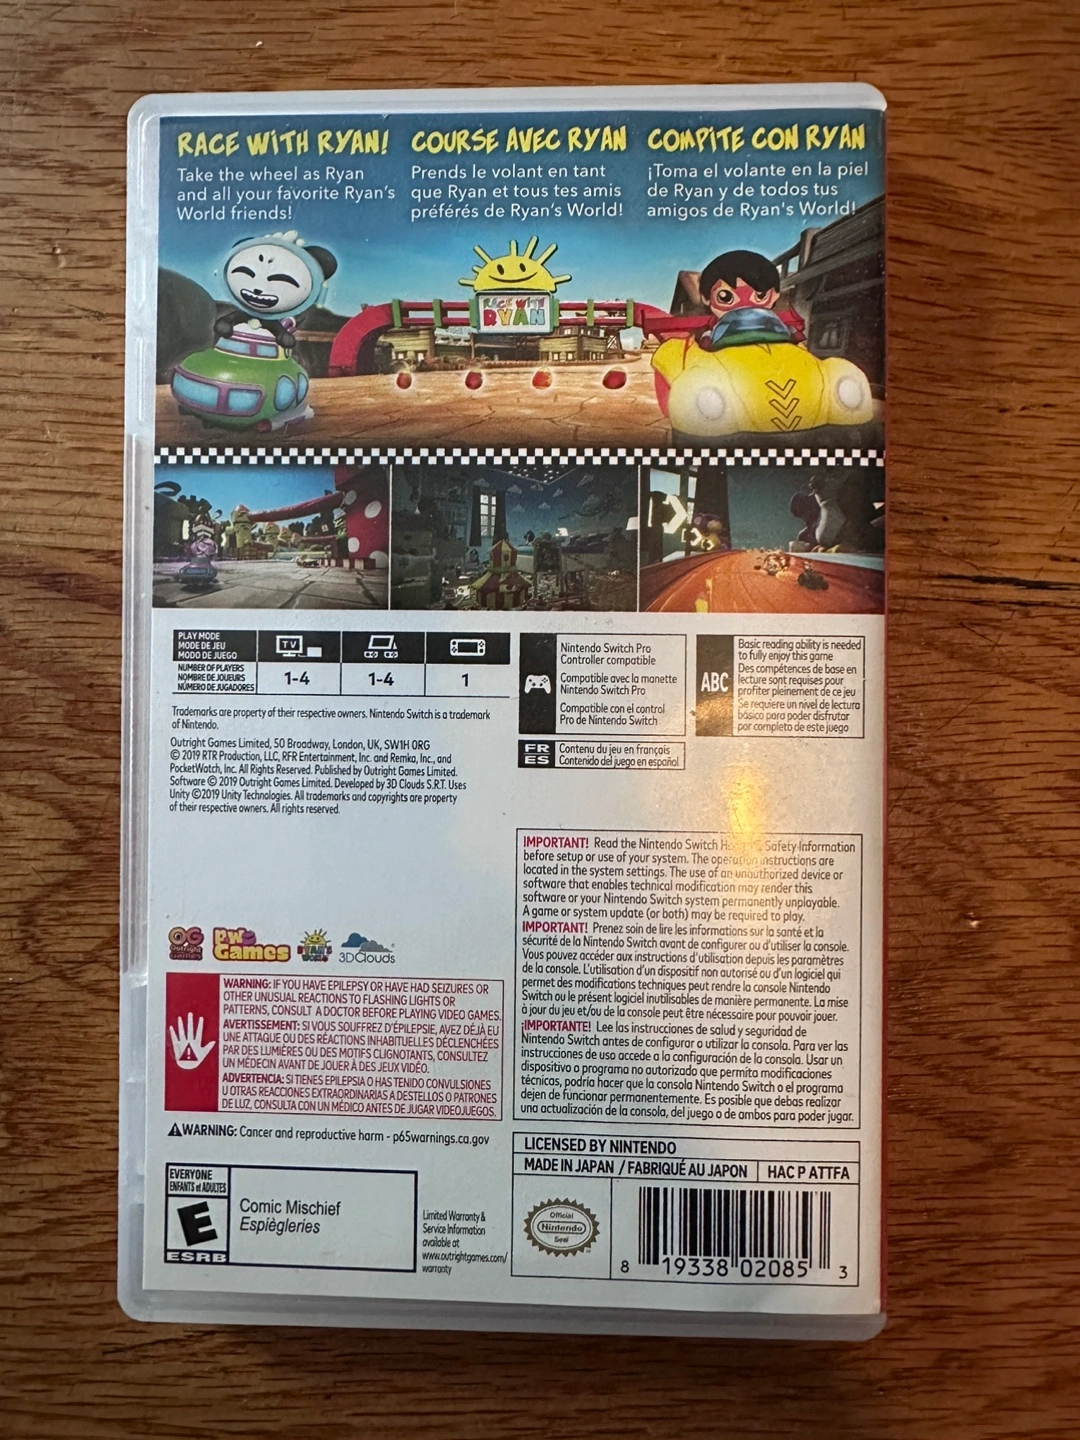 RACE WITH RYAN!
Take the wheel as Ryan
and all your favorite Ryan's
World friends!
COURSE AVEC RYAN
Prends le volant en tant
que Ryan et tous tes amis
préférés de Ryan's World!
COMPITE CON RYAN
¡Toma el volante en la piel
de Ryan y de todos tus
amigos de Ryan's World!
RACE WITH
RYAN
PLAY MODE
MODE DE JEU
MODO DE JUEGO
TV
NUMBER OF PLAYERS
NOMBRE DE JOUEURS
NÚMERO DE JUGADORES
1-4
1-4
1
Nintendo Switch Pro
Controller compatible
Compatible avec la manette
Nintendo Switch Pro
Compatible con el control
Pro de Nintendo Switch
ABC
Basic reading ability is needed
to fully enjoy this game
Des compétences de base en
lecture sont requises pour
profiter pleinement de ce jeu
Se requiere un nivel de lectura
básico para poder disfrutar
por completo de este juego
FR
ES
Contenu du jeu en français
Contenido del juego en español
Trademarks are property of their respective owners. Nintendo Switch is a trademark
of Nintendo.
Outright Games Limited, 50 Broadway, London, UK, SW1H 0RG
© 2019 RTR Production, LLC, RFR Entertainment, Inc. and Remka, Inc., and
PocketWatch, Inc. All Rights Reserved. Published by Outright Games Limited.
Software © 2019 Outright Games Limited. Developed by 3D Clouds S.R.T. Uses
Unity ©2019 Unity Technologies. All trademarks and copyrights are property
of their respective owners. All rights reserved.
OG
Outright
Games
PW
Games
RYAN'S
WORLD
3DClouds
WARNING: IF YOU HAVE EPILEPSY OR HAVE HAD SEIZURES OR
OTHER UNUSUAL REACTIONS TO FLASHING LIGHTS OR
PATTERNS, CONSULT A DOCTOR BEFORE PLAYING VIDEO GAMES.
AVERTISSEMENT: SI VOUS SOUFFREZ D'ÉPILEPSIE, AVEZ DÉJÀ EU
UNE ATTAQUE OU DES RÉACTIONS INHABITUELLES DÉCLENCHÉES
PAR DES LUMIÈRES OU DES MOTIFS CLIGNOTANTS, CONSULTEZ
UN MÉDECIN AVANT DE JOUER À DES JEUX VIDÉO.
ADVERTENCIA: SI TIENES EPILEPSIA O HAS TENIDO CONVULSIONES
U OTRAS REACCIONES EXTRAORDINARIAS A DESTELLOS O PATRONES
DE LUZ, CONSULTA CON UN MÉDICO ANTES DE JUGAR VIDEOJUEGOS.
WARNING: Cancer and reproductive harm - p65warnings.ca.gov
IMPORTANT! Read the Nintendo Switch Safety Information
before setup or use of your system. The operation instructions are
located in the system settings. The use of an unauthorized device or
software that enables technical modification may render this
software or your Nintendo Switch system permanently unplayable.
A game or system update (or both) may be required to play.
IMPORTANT! Prenez soin de lire les informations sur la santé et la
sécurité de la Nintendo Switch avant de configurer ou d'utiliser la console.
Vous pouvez accéder aux instructions d'utilisation depuis les paramètres
de la console. L'utilisation d'un dispositif non autorisé ou d'un logiciel qui
permet des modifications techniques peut rendre la console Nintendo
Switch ou le présent logiciel inutilisables de manière permanente. La mise
à jour du jeu et/ou de la console peut être nécessaire pour pouvoir jouer.
¡IMPORTANTE! Lee las instrucciones de salud y seguridad de
Nintendo Switch antes de configurar o utilizar la consola. Para ver las
instrucciones de uso accede a la configuración de la consola. Usar un
dispositivo o programa no autorizado que permita modificaciones
técnicas, podría hacer que la consola Nintendo Switch o el programa
dejen de funcionar permanentemente. Es posible que debas realizar
una actualización de la consola, del juego o de ambos para poder jugar.
EVERYONE
ENFANTS et ADULTES
E
ESRB
Comic Mischief
Espiègleries
Limited Warranty &
Service Information
available at
www.outrightgames.com/
warranty
LICENSED BY NINTENDO
MADE IN JAPAN / FABRIQUÉ AU JAPON
HAC P ATTFA
Official
Nintendo
Seal
8 19338 02085 3